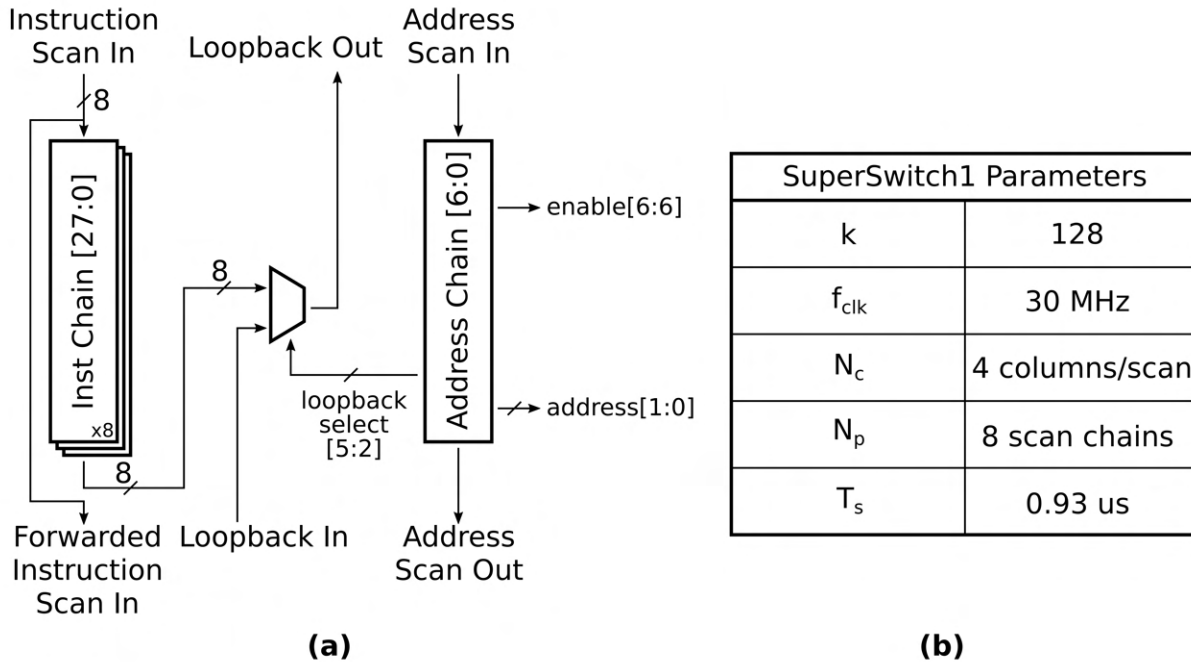 Instruction
Scan In
8
Inst Chain [27:0]
x8
8
Forwarded
Instruction
Scan In
Loopback Out
8
loopback
select
[5:2]
Loopback In
Address
Scan In
Address Chain [6:0]
enable[6:6]
address[1:0]
Address
Scan Out
(a)
SuperSwitch1 Parameters
k 128
fclk 30 MHz
Nc 4 columns/scan
Np 8 scan chains
Ts 0.93 us
(b)